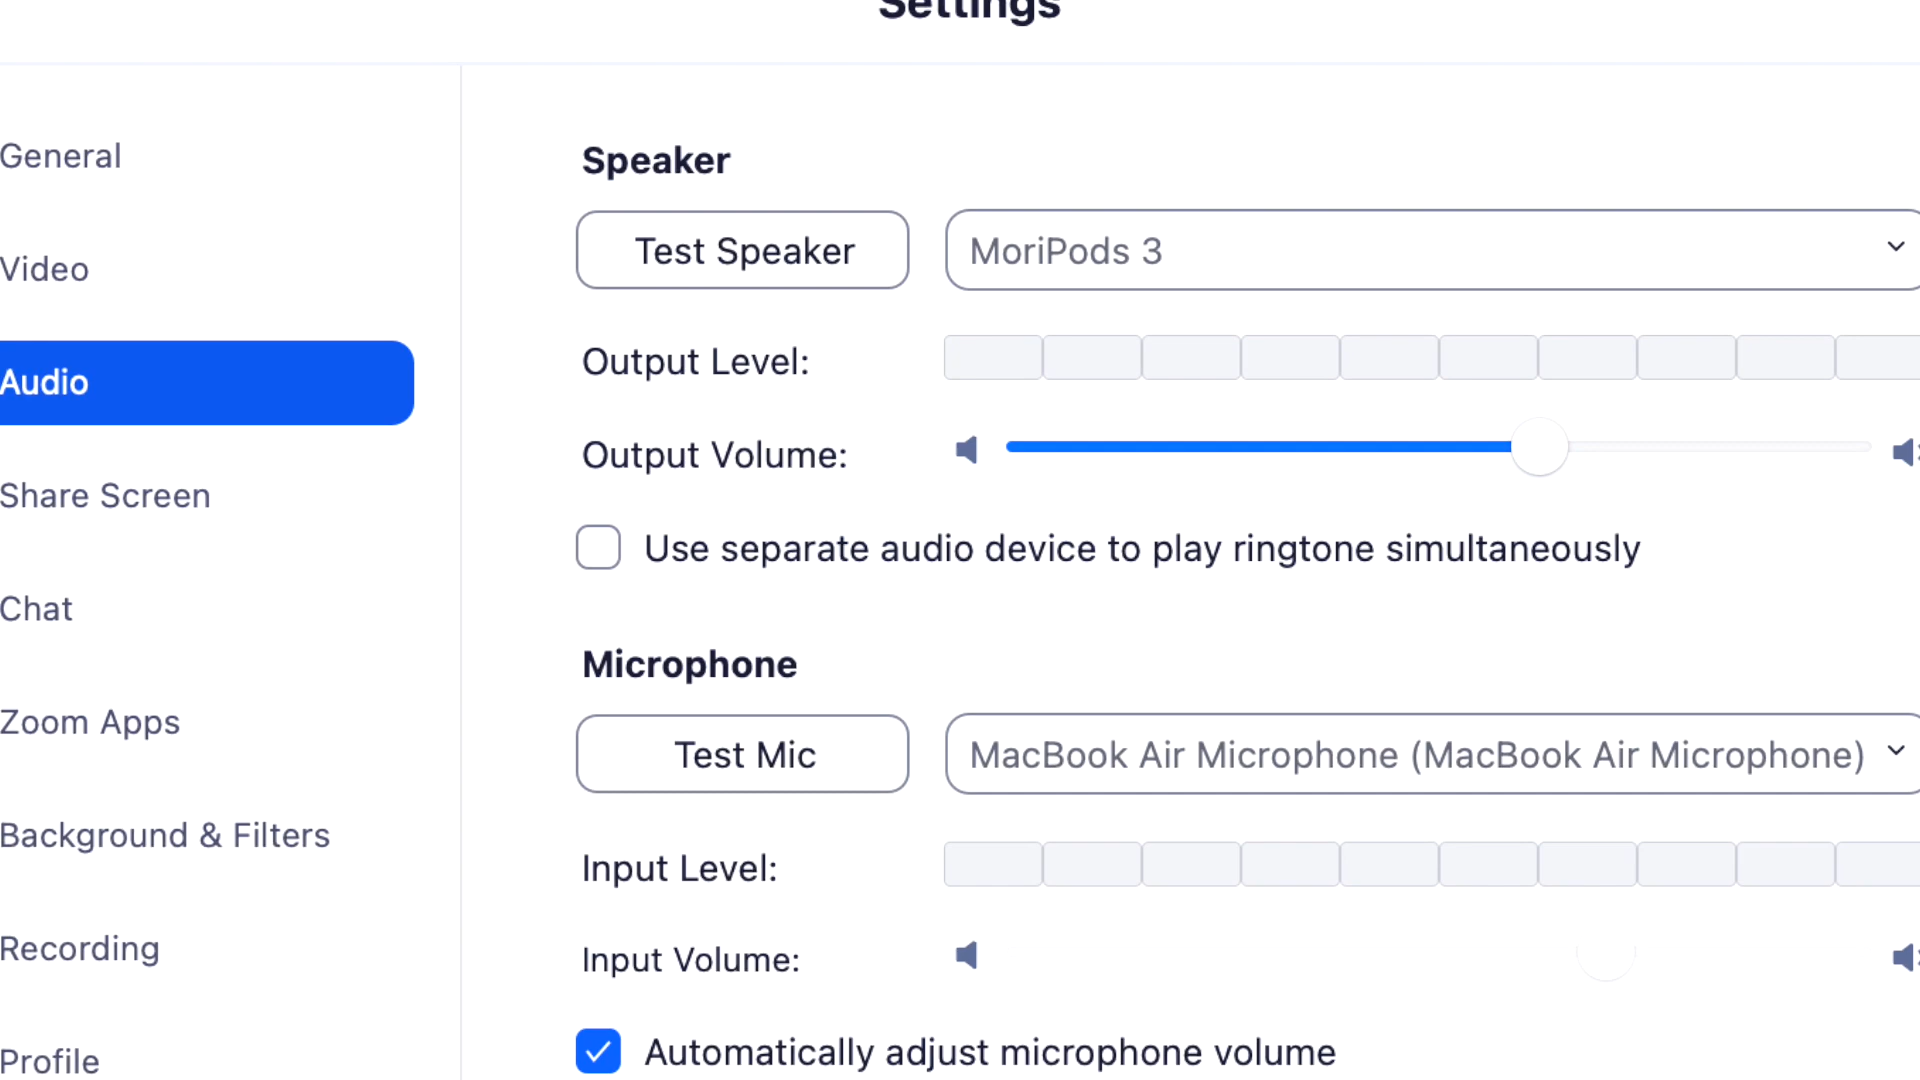 Settings
General
Video
Audio
Share Screen
Chat
Zoom Apps
Background & Filters
Recording
Profile
Speaker
Test Speaker
MoriPods 3
Output Level:
Output Volume:
Use separate audio device to play ringtone simultaneously
Microphone
Test Mic
MacBook Air Microphone (MacBook Air Microphone)
Input Level:
Input Volume:
Automatically adjust microphone volume